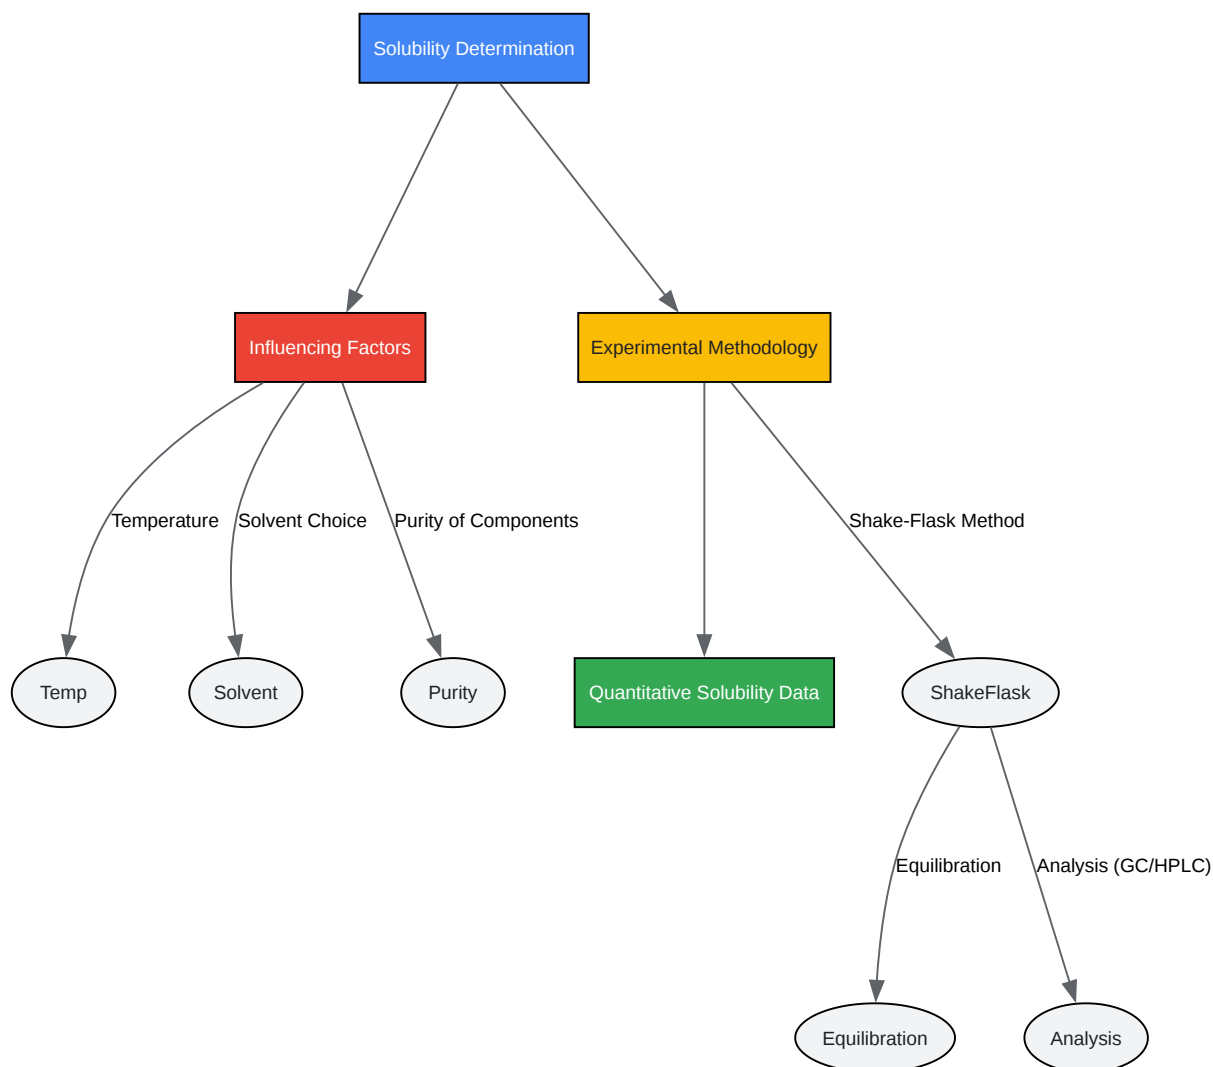 Solubility Determination
Influencing Factors
Experimental Methodology
Temperature
Solvent Choice
Purity of Components
Shake-Flask Method
Temp
Solvent
Purity
Quantitative Solubility Data
ShakeFlask
Equilibration
Analysis (GC/HPLC)
Equilibration
Analysis